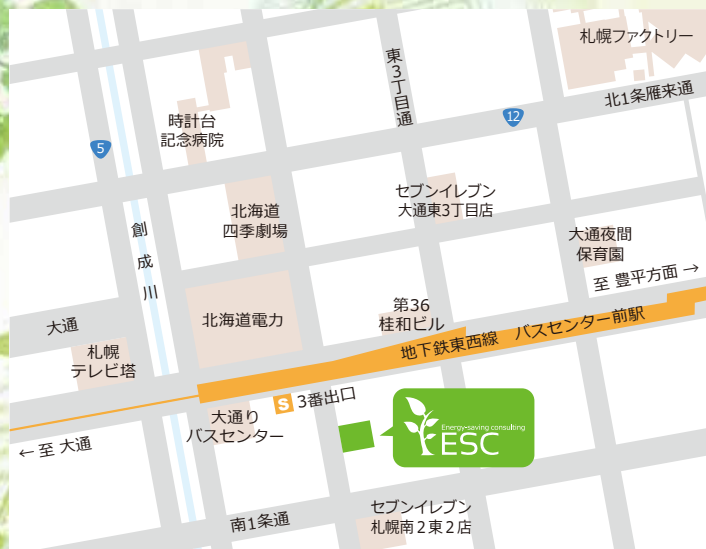 札幌ファクトリー
東3丁目通
北1条雁来通
12
時計台
記念病院
5
セブンイレブン
大通東3丁目店
北海道
四季劇場
創成川
大通夜間
保育園
至 豊平方面 →
第36
桂和ビル
北海道電力
大通
バスセンター前駅
地下鉄東西線
札幌
テレビ塔
S 3番出口
大通り
バスセンター
Energy-saving consulting
ESC
← 至 大通
セブンイレブン
札幌南2東2店
南1条通